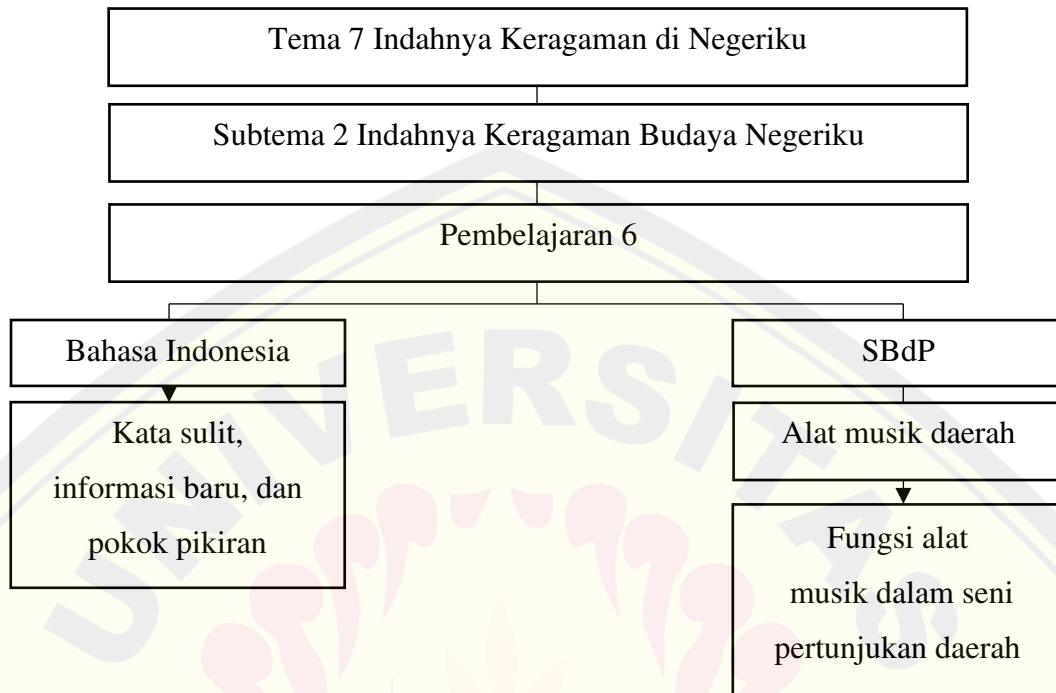 Tema 7 Indahnya Keragaman di Negeriku
Subtema 2 Indahnya Keragaman Budaya Negeriku
Pembelajaran 6
Bahasa Indonesia
Kata sulit,
informasi baru, dan
pokok pikiran
SBdP
Alat musik daerah
Fungsi alat
musik dalam seni
pertunjukan daerah
UNIVERSITAS